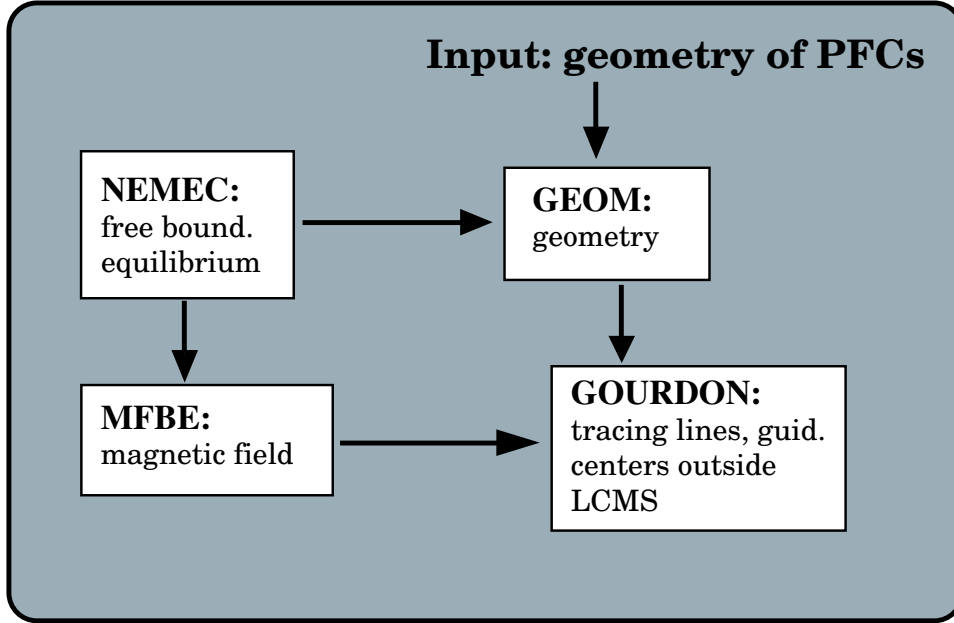 Input: geometry of PFCs
NEMEC:
free bound.
equilibrium
GEOM:
geometry
MFBE:
magnetic field
GOURDON:
tracing lines, guid.
centers outside
LCMS